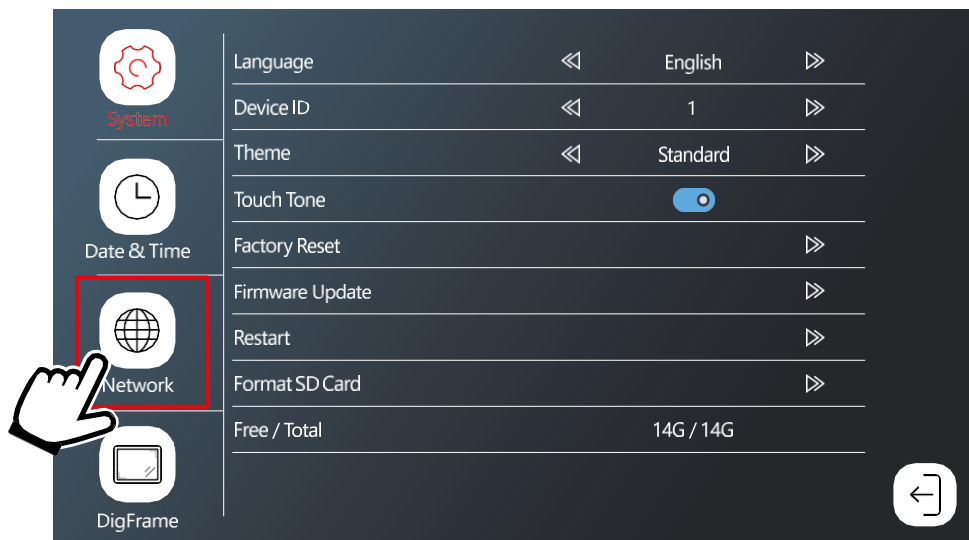 System
Date & Time
Network
DigFrame
Language English
Device ID 1
Theme Standard
Touch Tone
Factory Reset
Firmware Update
Restart
Format SD Card
Free / Total 14G / 14G